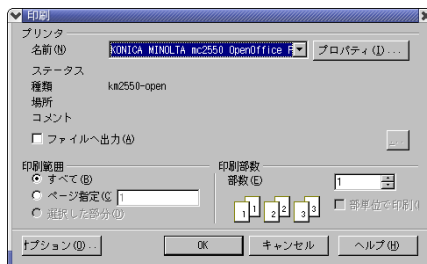 印刷
プリンタ
名前(N)
KONICA MINOLTA mc2550 OpenOffice F
プロパティ(I)...
ステータス
種類 km2550-open
場所
コメント
ファイルへ出力(A)
...
印刷範囲
すべて(B)
ページ指定(C 1
選択した部分(D)
印刷部数
部数(E) 1
1 1 2 2 3 3
部単位で印刷(
オプション(O)..
OK
キャンセル
ヘルプ(H)